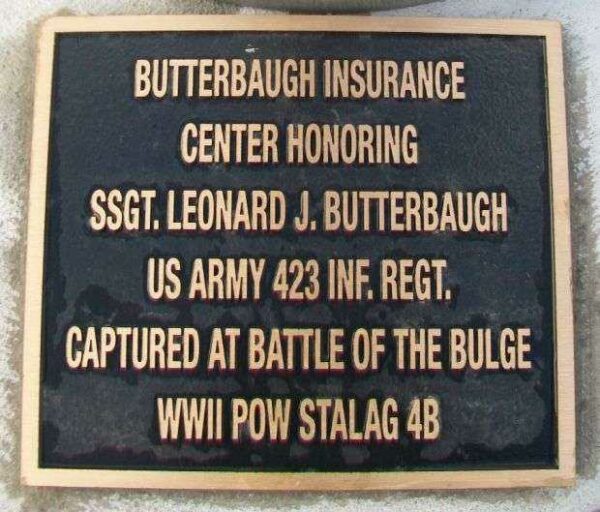 BUTTERBAUGH INSURANCE
CENTER HONORING
SSGT. LEONARD J. BUTTERBAUGH
US ARMY 423 INF. REGT.
CAPTURED AT BATTLE OF THE BULGE
WWII POW STALAG 4B